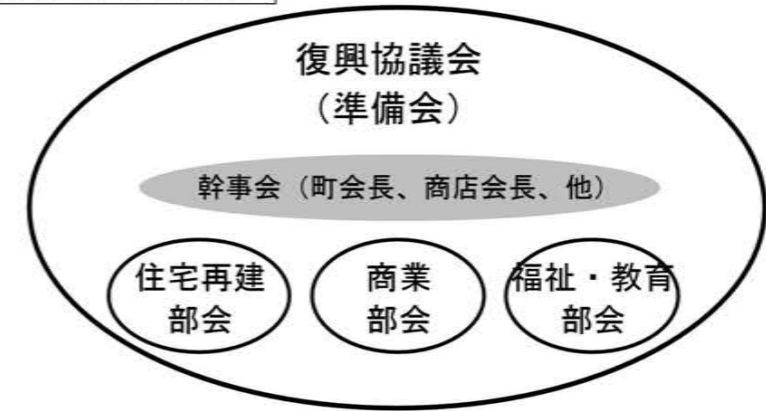 復興協議会
（準備会）
幹事会（町会長、商店会長、他）
住宅再建
部会
商業
部会
福祉・教育
部会